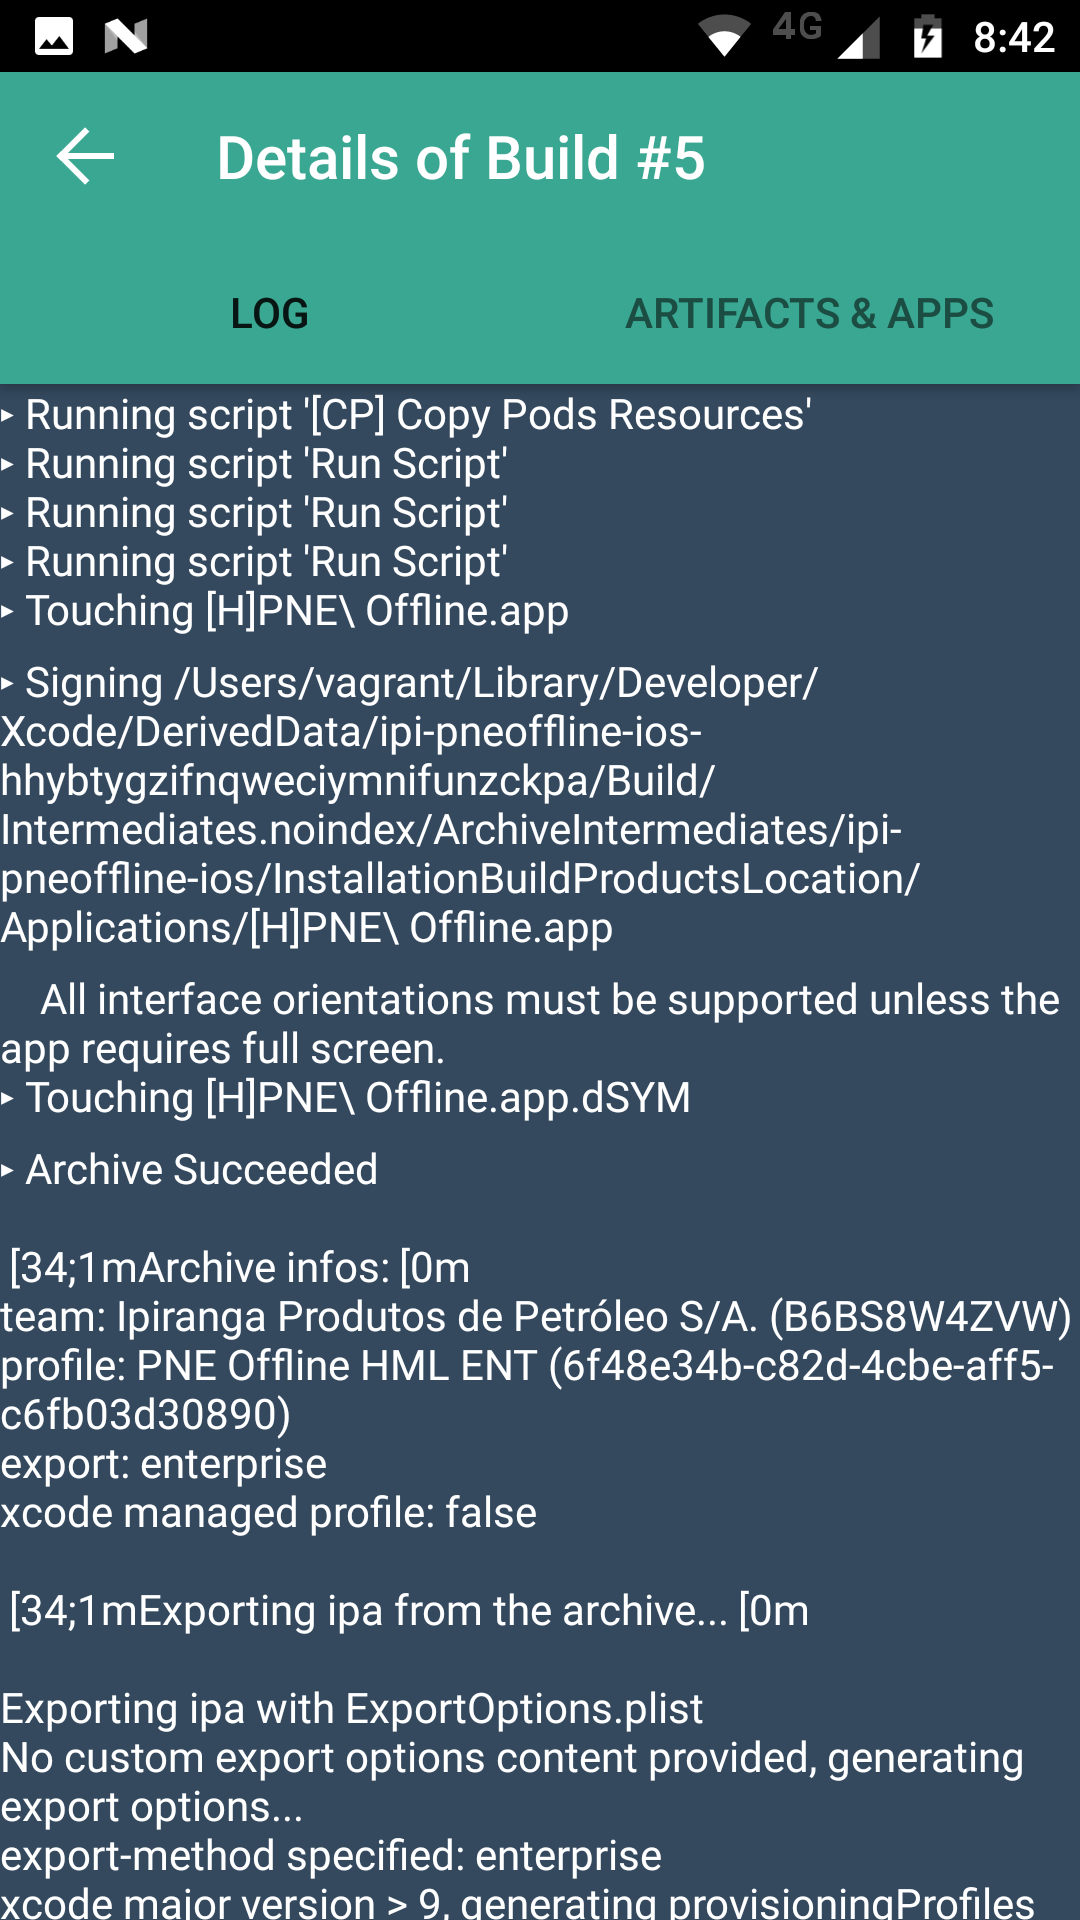 4G 8:42
Details of Build #5
LOG ARTIFACTS & APPS
‣ Running script '[CP] Copy Pods Resources'
‣ Running script 'Run Script'
‣ Running script 'Run Script'
‣ Running script 'Run Script'
‣ Touching [H]PNE\ Offline.app
‣ Signing /Users/vagrant/Library/Developer/
Xcode/DerivedData/ipi-pneoffline-ios-
hhybtygzifnqweciymnifunzckpa/Build/
Intermediates.noindex/ArchiveIntermediates/ipi-
pneoffline-ios/InstallationBuildProductsLocation/
Applications/[H]PNE\ Offline.app
All interface orientations must be supported unless the
app requires full screen.
‣ Touching [H]PNE\ Offline.app.dSYM
‣ Archive Succeeded
[34;1mArchive infos: [0m
team: Ipiranga Produtos de Petróleo S/A. (B6BS8W4ZVW)
profile: PNE Offline HML ENT (6f48e34b-c82d-4cbe-aff5-
c6fb03d30890)
export: enterprise
xcode managed profile: false
[34;1mExporting ipa from the archive... [0m
Exporting ipa with ExportOptions.plist
No custom export options content provided, generating
export options...
export-method specified: enterprise
xcode major version > 9, generating provisioningProfiles